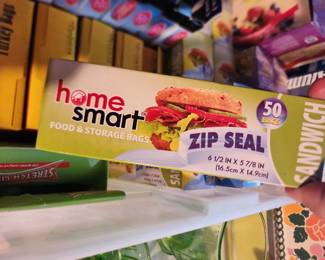 home
smart
FOOD & STORAGE BAGS
ZIP SEAL
6 1/2 IN X 5 7/8 IN
(16.5cm X 14.9cm)
50
SANDWICH
STRETCH